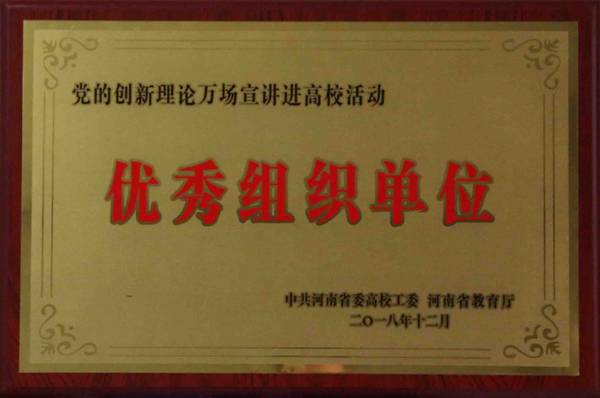 党的创新理论万场宣讲进高校活动
优秀组织单位
中共河南省委高校工委 河南省教育厅
二〇一八年十二月